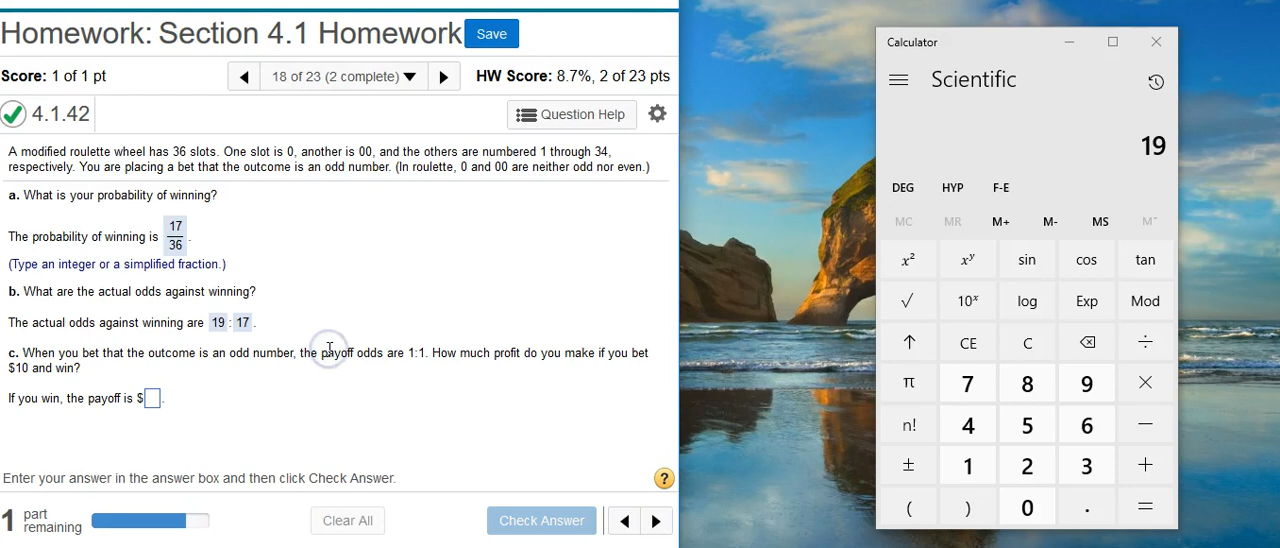 Homework: Section 4.1 Homework Save
Score: 1 of 1 pt 18 of 23 (2 complete) HW Score: 8.7%, 2 of 23 pts
4.1.42 Question Help
A modified roulette wheel has 36 slots. One slot is 0, another is 00, and the others are numbered 1 through 34,
respectively. You are placing a bet that the outcome is an odd number. (In roulette, 0 and 00 are neither odd nor even.)
a. What is your probability of winning?
The probability of winning is 17/36.
(Type an integer or a simplified fraction.)
b. What are the actual odds against winning?
The actual odds against winning are 19 : 17.
c. When you bet that the outcome is an odd number, the payoff odds are 1:1. How much profit do you make if you bet
$10 and win?
If you win, the payoff is $ .
Enter your answer in the answer box and then click Check Answer. ?
1 part
remaining
Clear All Check Answer
Calculator
Scientific
19
DEG HYP F-E
MC MR M+ M- MS M˅
x² xʸ sin cos tan
√ 10ˣ log Exp Mod
↑ CE C ⌫ ÷
π 7 8 9 ×
n! 4 5 6 −
± 1 2 3 +
( ) 0 . =